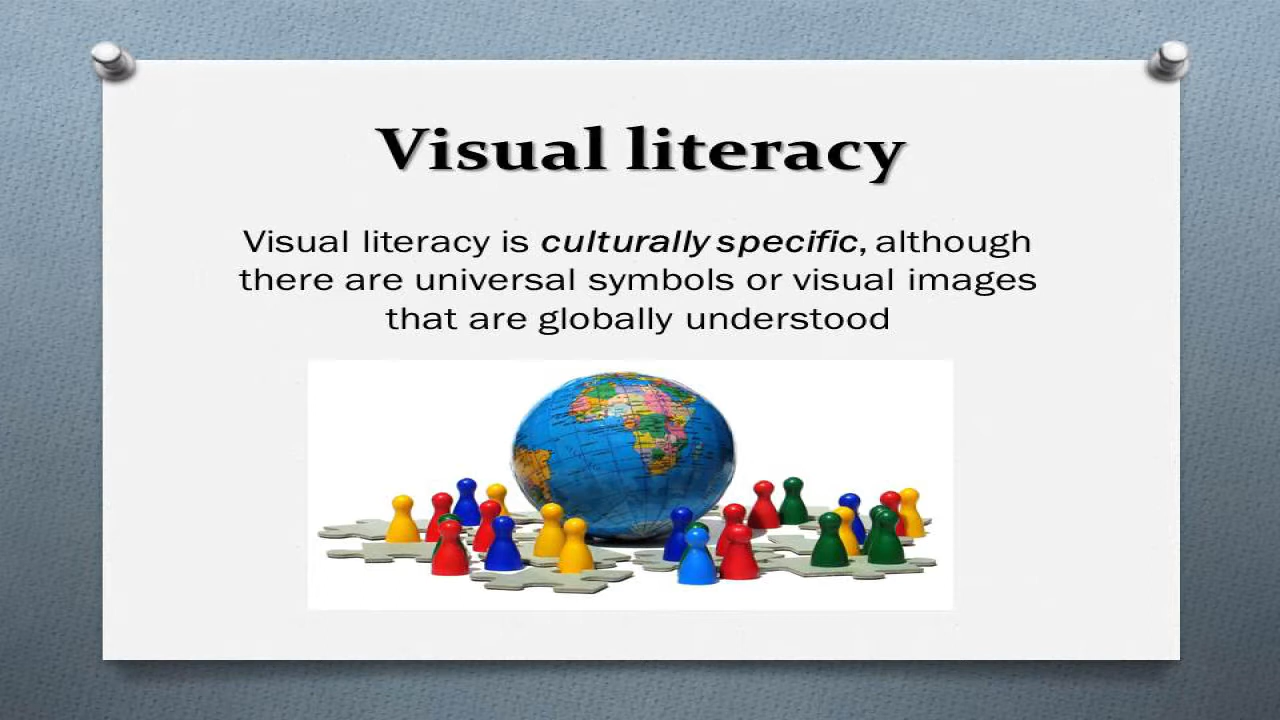 Visual literacy
Visual literacy is culturally specific, although
there are universal symbols or visual images
that are globally understood